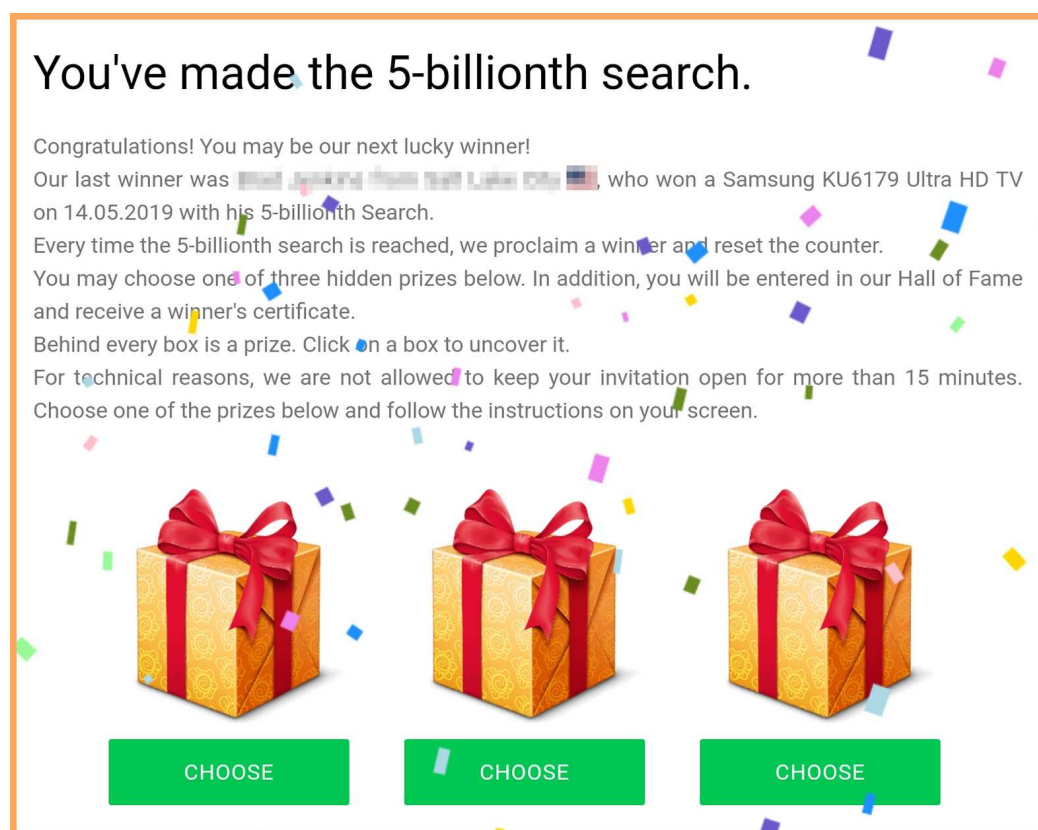 You've made the 5-billionth search.
Congratulations! You may be our next lucky winner!
Our last winner was , who won a Samsung KU6179 Ultra HD TV
on 14.05.2019 with his 5-billionth Search.
Every time the 5-billionth search is reached, we proclaim a winner and reset the counter.
You may choose one of three hidden prizes below. In addition, you will be entered in our Hall of Fame
and receive a winner's certificate.
Behind every box is a prize. Click on a box to uncover it.
For technical reasons, we are not allowed to keep your invitation open for more than 15 minutes.
Choose one of the prizes below and follow the instructions on your screen.
CHOOSE
CHOOSE
CHOOSE